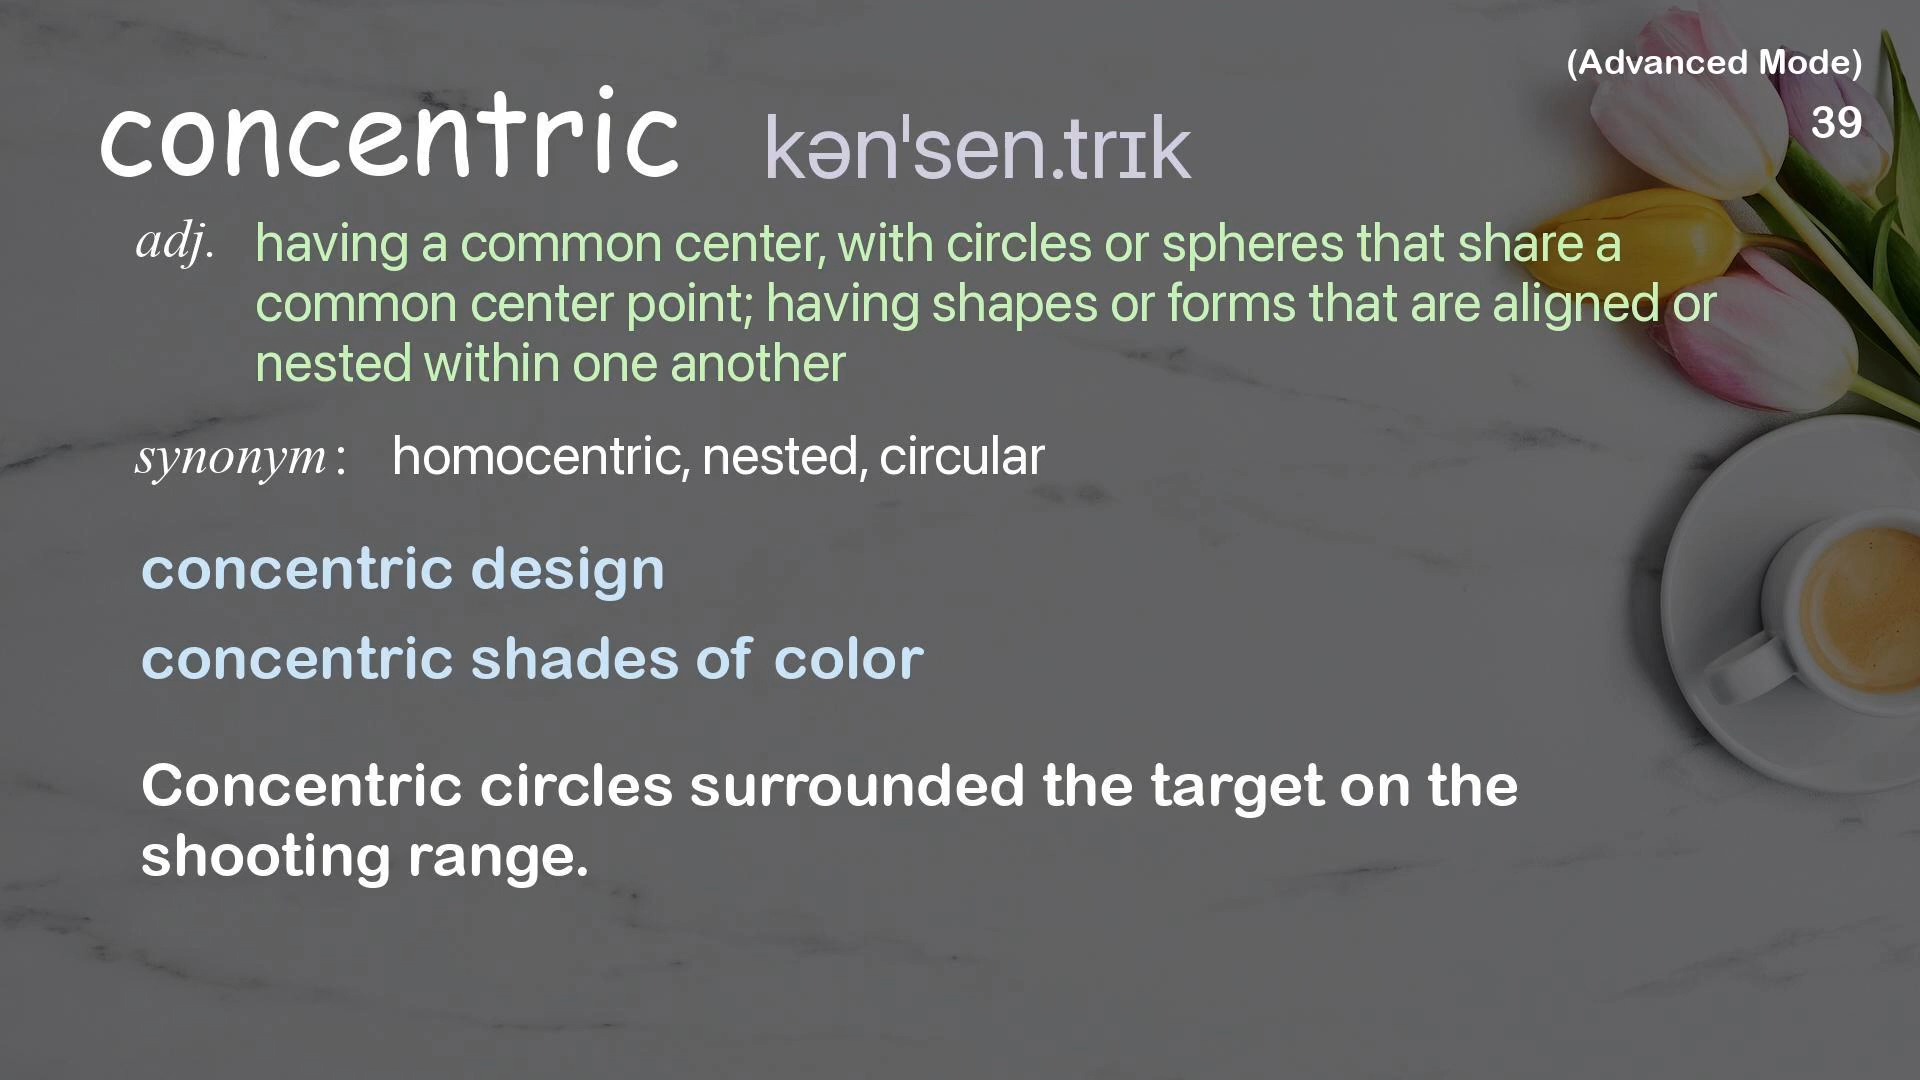 (Advanced Mode)
concentric kən'sen.trɪk
39
adj. having a common center, with circles or spheres that share a
common center point; having shapes or forms that are aligned or
nested within one another
synonym : homocentric, nested, circular
concentric design
concentric shades of color
Concentric circles surrounded the target on the
shooting range.